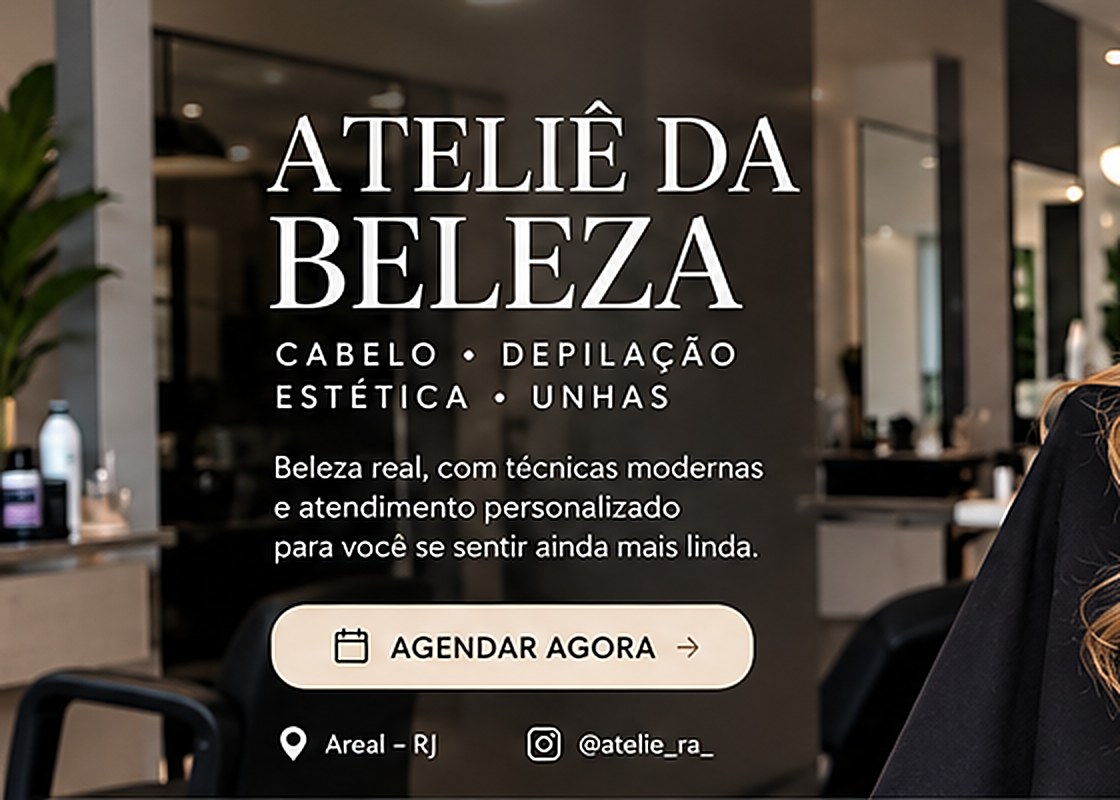 ATELIÊ DA
BELEZA
CABELO • DEPILAÇÃO
ESTÉTICA • UNHAS
Beleza real, com técnicas modernas
e atendimento personalizado
para você se sentir ainda mais linda.
AGENDAR AGORA →
Areal – RJ
@atelie_ra_